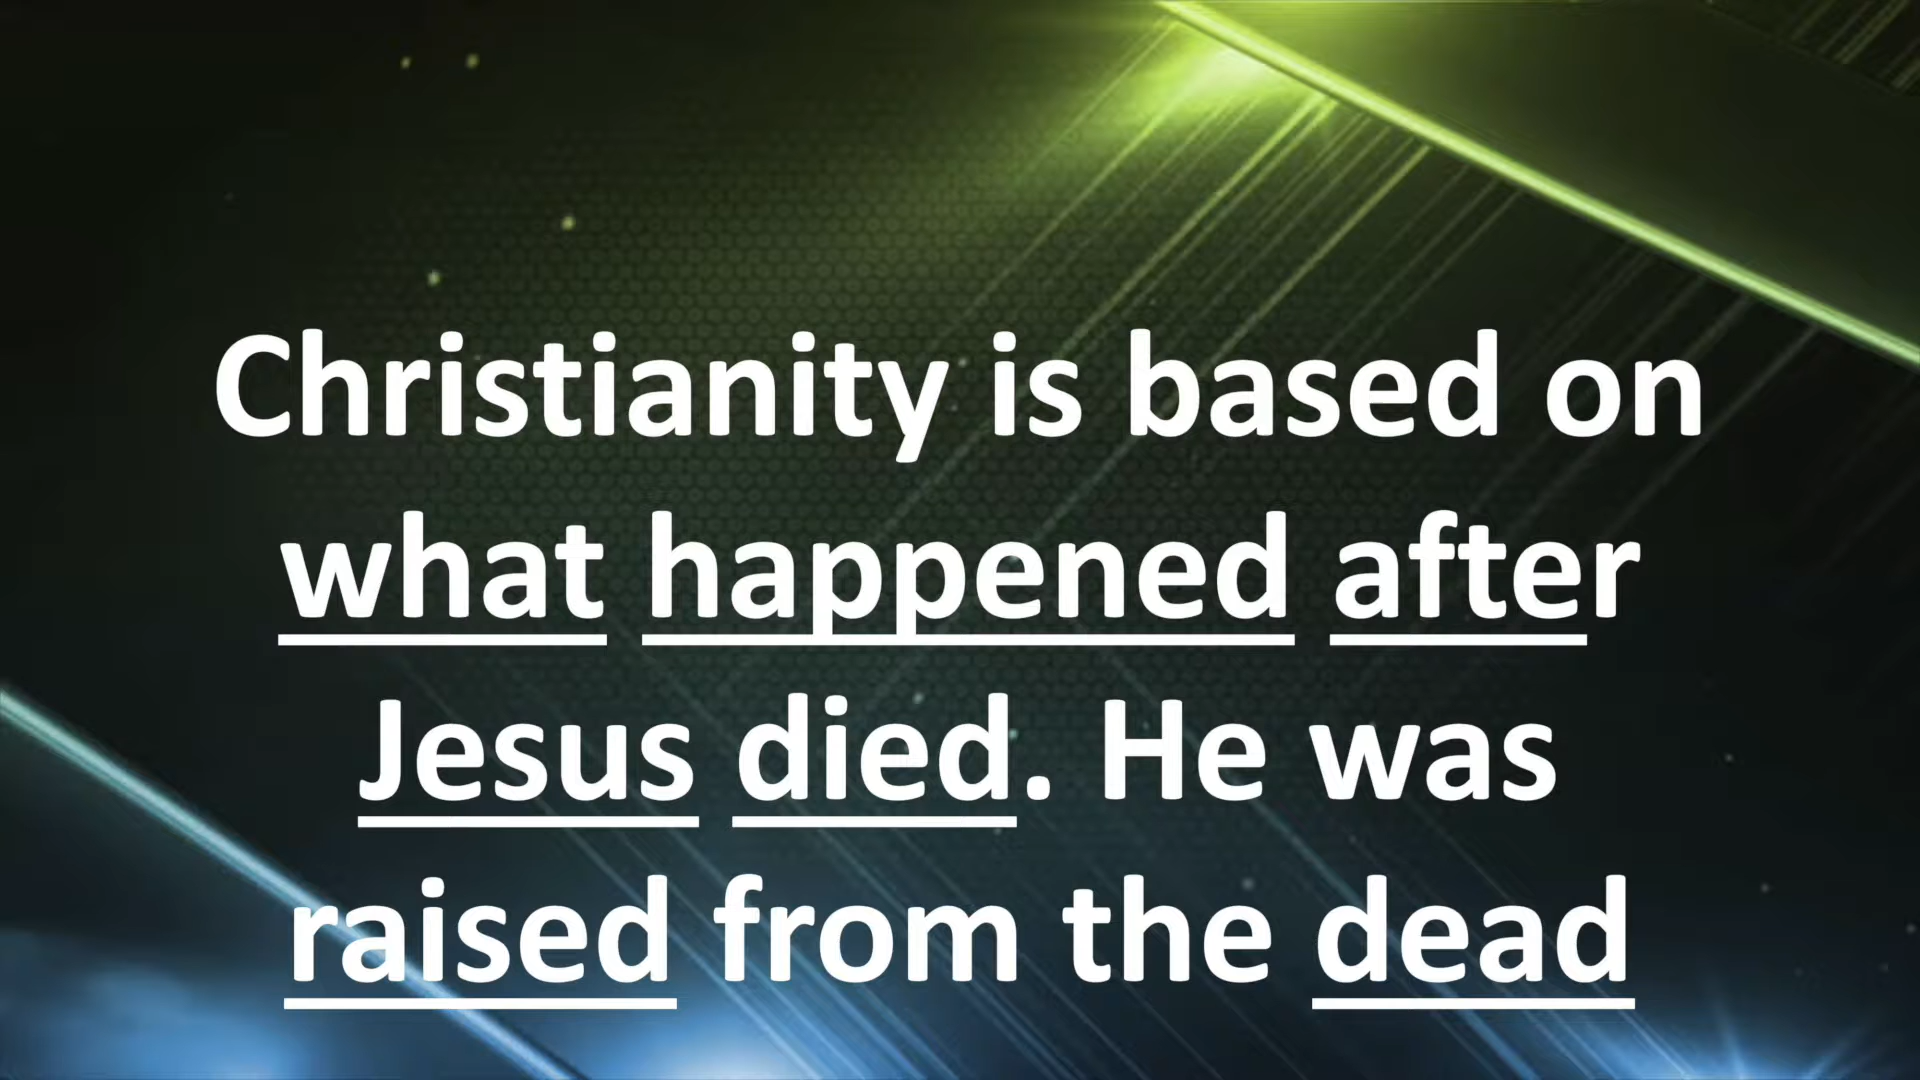 Christianity is based on
what happened after
Jesus died. He was
raised from the dead